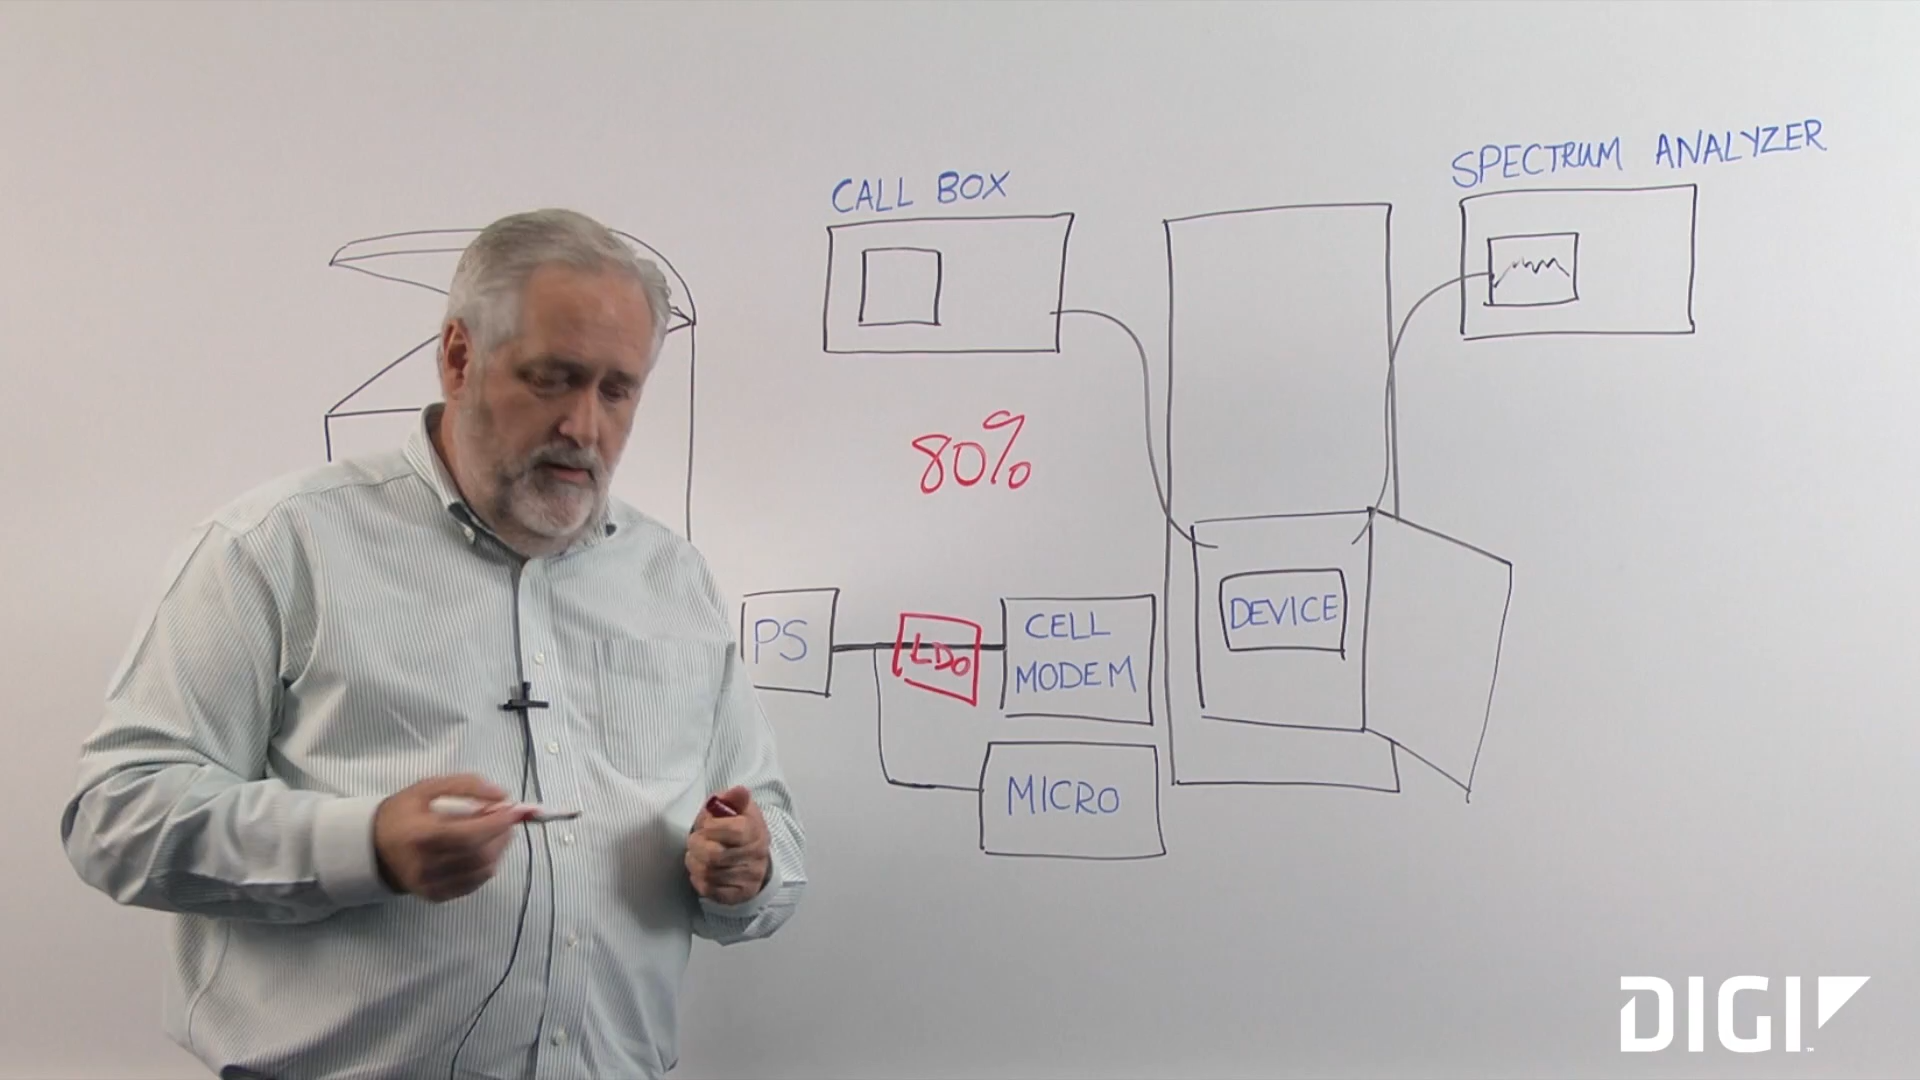 SPECTRUM ANALYZER
CALL BOX
80%
PS
LDO
CELL
MODEM
DEVICE
MICRO
DIGI